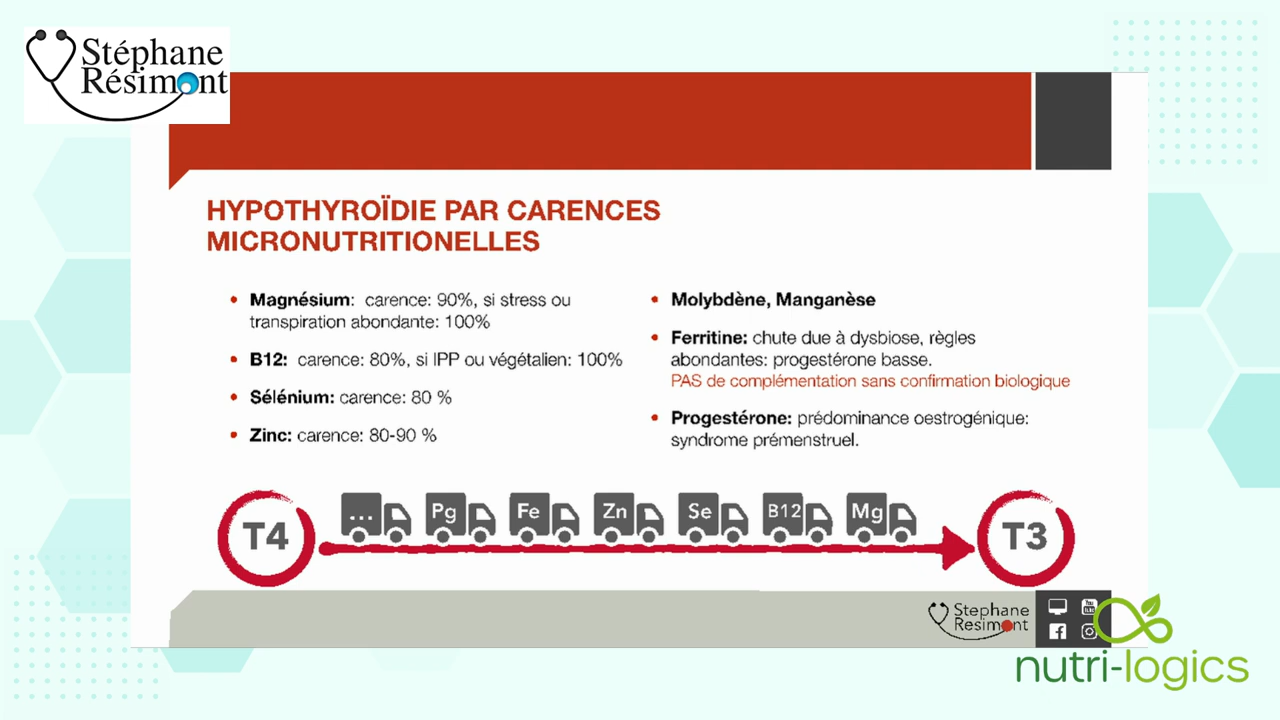 Stéphane
Résimont
HYPOTHYROÏDIE PAR CARENCES
MICRONUTRITIONELLES
• Magnésium: carence: 90%, si stress ou
transpiration abondante: 100%
• B12: carence: 80%, si IPP ou végétalien: 100%
• Sélénium: carence: 80 %
• Zinc: carence: 80-90 %
• Molybdène, Manganèse
• Ferritine: chute due à dysbiose, règles
abondantes: progestérone basse.
PAS de complémentation sans confirmation biologique
• Progestérone: prédominance oestrogénique:
syndrome prémenstruel.
T4 ... Pg Fe Zn Se B12 Mg T3
Stephane
Resimont
nutri-logics